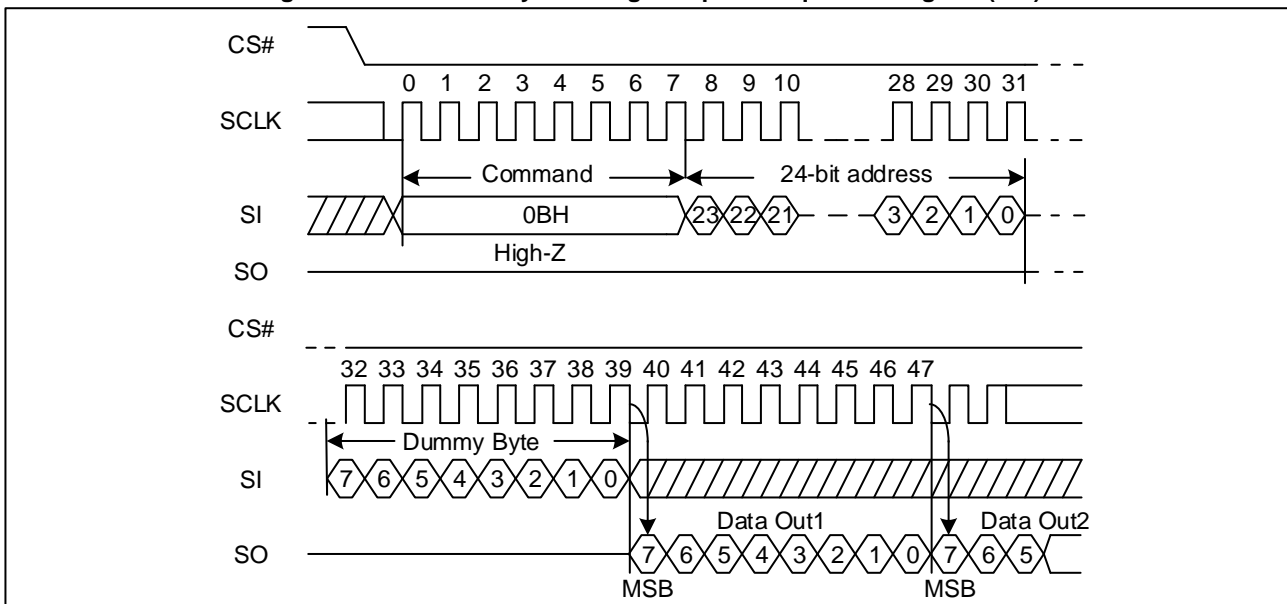 CS#
0 1 2 3 4 5 6 7 8 9 10 28 29 30 31
SCLK
Command 24-bit address
SI 0BH 23 22 21 3 2 1 0
High-Z
SO
CS#
32 33 34 35 36 37 38 39 40 41 42 43 44 45 46 47
SCLK
Dummy Byte
SI 7 6 5 4 3 2 1 0
Data Out1 Data Out2
SO 7 6 5 4 3 2 1 0 7 6 5
MSB MSB